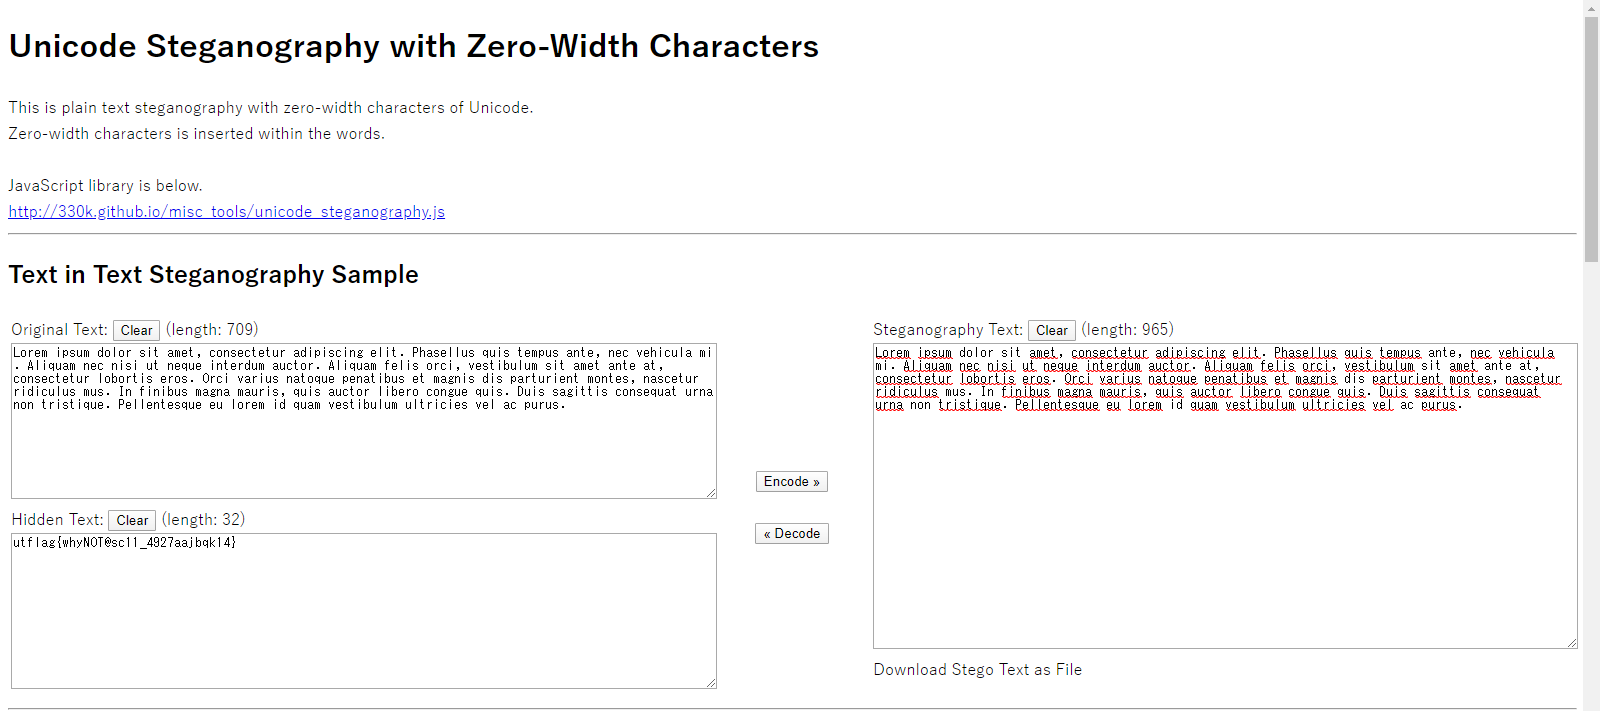 Unicode Steganography with Zero-Width Characters
This is plain text steganography with zero-width characters of Unicode.
Zero-width characters is inserted within the words.
JavaScript library is below.
http://330k.github.io/misc_tools/unicode_steganography.js
Text in Text Steganography Sample
Original Text: Clear (length: 709)
Lorem ipsum dolor sit amet, consectetur adipiscing elit. Phasellus quis tempus ante, nec vehicula mi
. Aliquam nec nisi ut neque interdum auctor. Aliquam felis orci, vestibulum sit amet ante at,
consectetur lobortis eros. Orci varius natoque penatibus et magnis dis parturient montes, nascetur
ridiculus mus. In finibus magna mauris, quis auctor libero congue quis. Duis sagittis consequat urna
non tristique. Pellentesque eu lorem id quam vestibulum ultricies vel ac purus.
Hidden Text: Clear (length: 32)
utflag{whyNOT@sc11_4927aajbqk14}
Encode »
« Decode
Steganography Text: Clear (length: 965)
Lorem ipsum dolor sit amet, consectetur adipiscing elit. Phasellus quis tempus ante, nec vehicula
mi. Aliquam nec nisi ut neque interdum auctor. Aliquam felis orci, vestibulum sit amet ante at,
consectetur lobortis eros. Orci varius natoque penatibus et magnis dis parturient montes, nascetur
ridiculus mus. In finibus magna mauris, quis auctor libero congue quis. Duis sagittis consequat
urna non tristique. Pellentesque eu lorem id quam vestibulum ultricies vel ac purus.
Download Stego Text as File